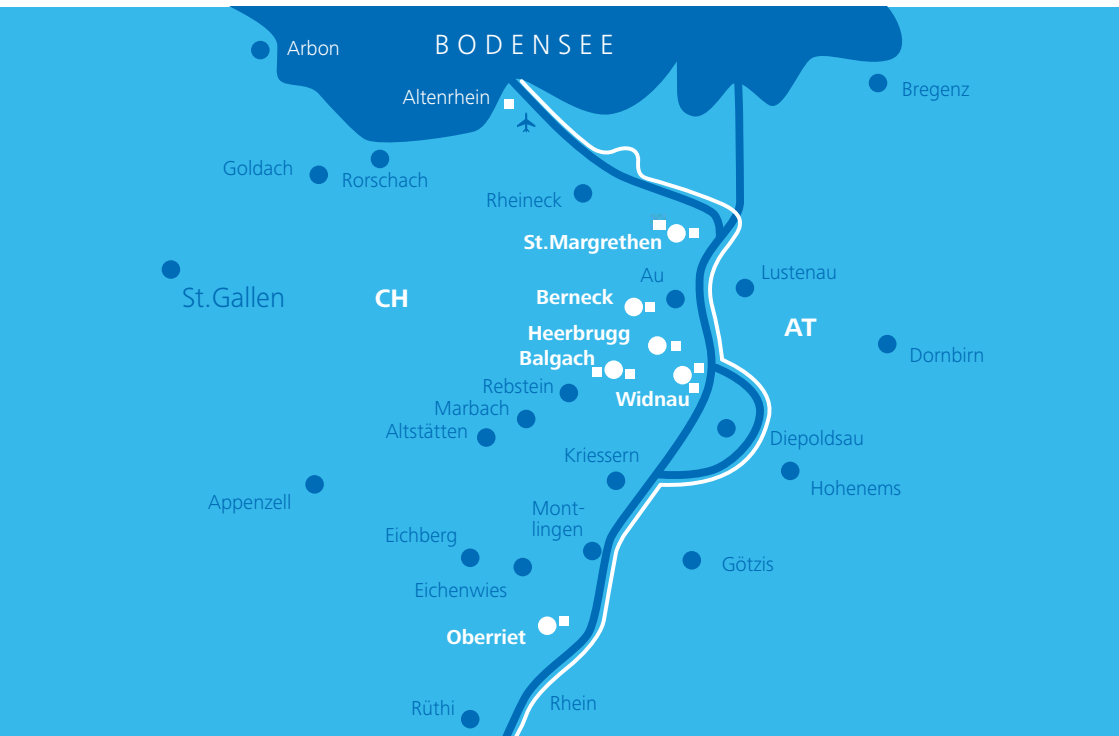 BODENSEE
Arbon
Bregenz
Altenrhein
Goldach
Rorschach
Rheineck
St.Margrethen
Au
Lustenau
St.Gallen
CH
Berneck
AT
Heerbrugg
Dornbirn
Balgach
Rebstein
Widnau
Marbach
Altstätten
Diepoldsau
Kriessern
Hohenems
Appenzell
Mont-
lingen
Eichberg
Götzis
Eichenwies
Oberriet
Rhein
Rüthi